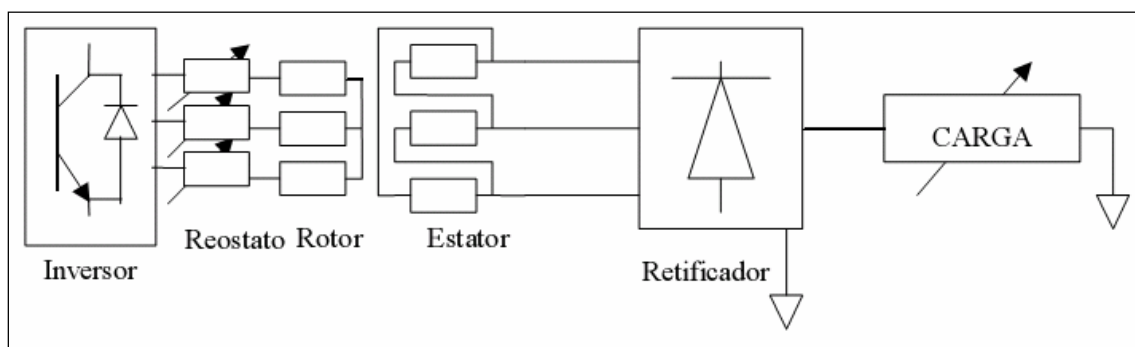 CARGA
Reostato
Rotor
Estator
Inversor
Retificador